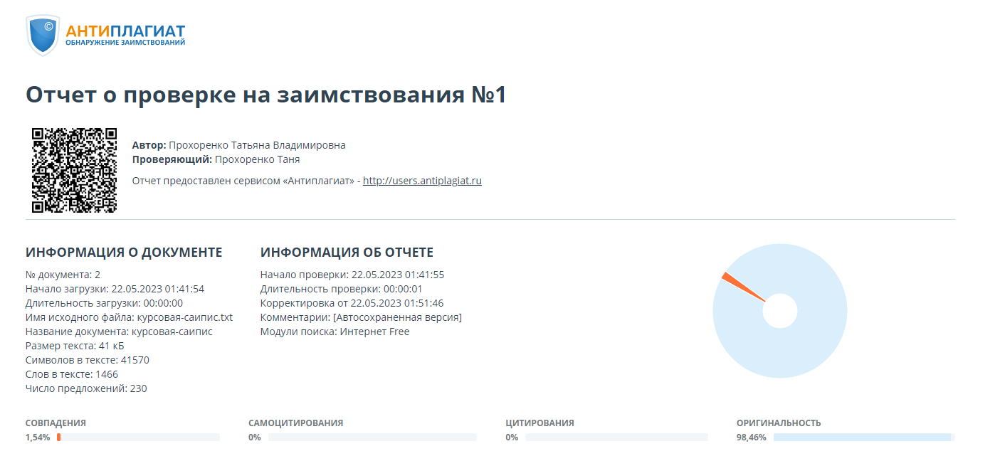 ©
АНТИПЛАГИАТ
ОБНАРУЖЕНИЕ ЗАИМСТВОВАНИЙ
Отчет о проверке на заимствования №1
Автор: Прохоренко Татьяна Владимировна
Проверяющий: Прохоренко Таня
Отчет предоставлен сервисом «Антиплагиат» - http://users.antiplagiat.ru
ИНФОРМАЦИЯ О ДОКУМЕНТЕ
№ документа: 2
Начало загрузки: 22.05.2023 01:41:54
Длительность загрузки: 00:00:00
Имя исходного файла: курсовая-саипис.txt
Название документа: курсовая-саипис
Размер текста: 41 кБ
Символов в тексте: 41570
Слов в тексте: 1466
Число предложений: 230
ИНФОРМАЦИЯ ОБ ОТЧЕТЕ
Начало проверки: 22.05.2023 01:41:55
Длительность проверки: 00:00:01
Корректировка от 22.05.2023 01:51:46
Комментарии: [Автосохраненная версия]
Модули поиска: Интернет Free
СОВПАДЕНИЯ
1,54%
САМОЦИТИРОВАНИЯ
0%
ЦИТИРОВАНИЯ
0%
ОРИГИНАЛЬНОСТЬ
98,46%